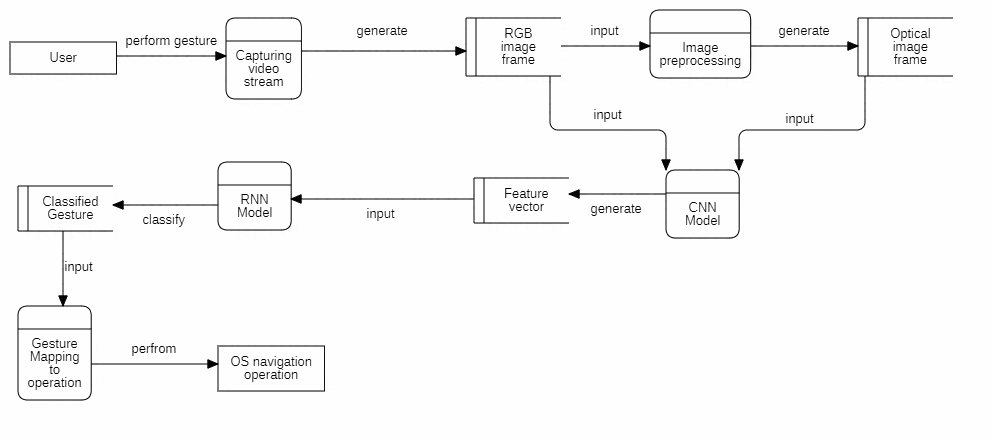 User
perform gesture
Capturing
video
stream
generate
RGB
image
frame
input
Image
preprocessing
generate
Optical
image
frame
input
input
CNN
Model
generate
Feature
vector
input
RNN
Model
classify
Classified
Gesture
input
Gesture
Mapping
to
operation
perfrom
OS navigation
operation